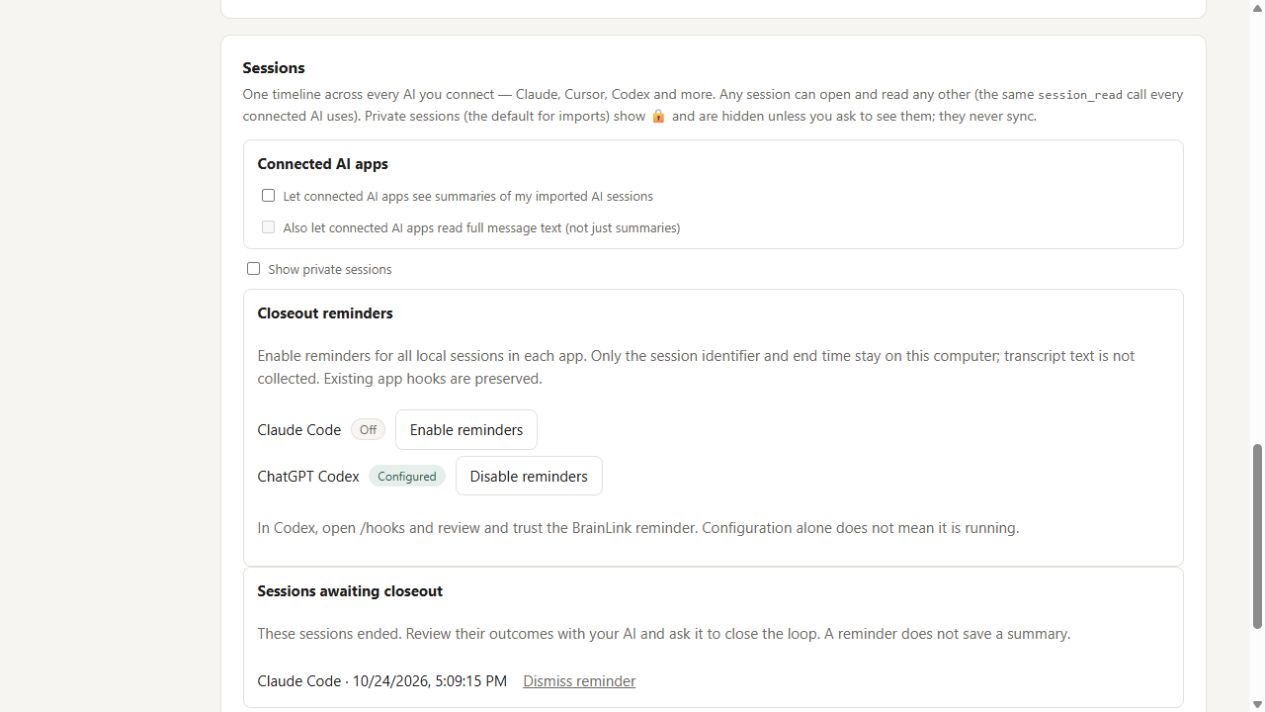 Sessions
One timeline across every AI you connect — Claude, Cursor, Codex and more. Any session can open and read any other (the same session_read call every
connected AI uses). Private sessions (the default for imports) show 🔒 and are hidden unless you ask to see them; they never sync.
Connected AI apps
Let connected AI apps see summaries of my imported AI sessions
Also let connected AI apps read full message text (not just summaries)
Show private sessions
Closeout reminders
Enable reminders for all local sessions in each app. Only the session identifier and end time stay on this computer; transcript text is not
collected. Existing app hooks are preserved.
Claude Code Off Enable reminders
ChatGPT Codex Configured Disable reminders
In Codex, open /hooks and review and trust the BrainLink reminder. Configuration alone does not mean it is running.
Sessions awaiting closeout
These sessions ended. Review their outcomes with your AI and ask it to close the loop. A reminder does not save a summary.
Claude Code · 10/24/2026, 5:09:15 PM Dismiss reminder